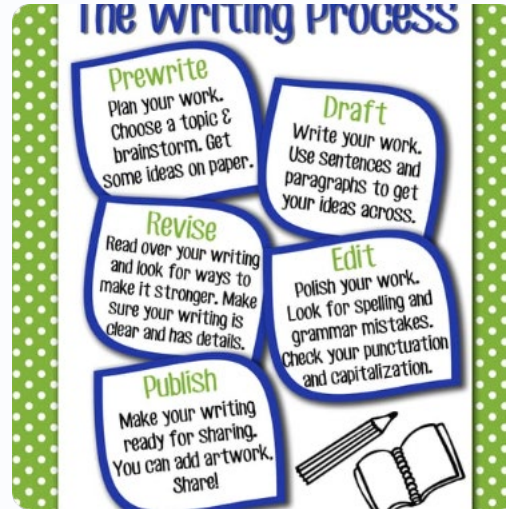 The Writing Process
Prewrite
Plan your work.
Choose a topic &
brainstorm. Get
some ideas on paper.
Draft
Write your work.
Use sentences and
paragraphs to get
your ideas across.
Revise
Read over your writing
and look for ways to
make it stronger. Make
sure your writing is
clear and has details.
Edit
Polish your work.
Look for spelling and
grammar mistakes.
Check your punctuation
and capitalization.
Publish
Make your writing
ready for sharing.
You can add artwork.
Share!